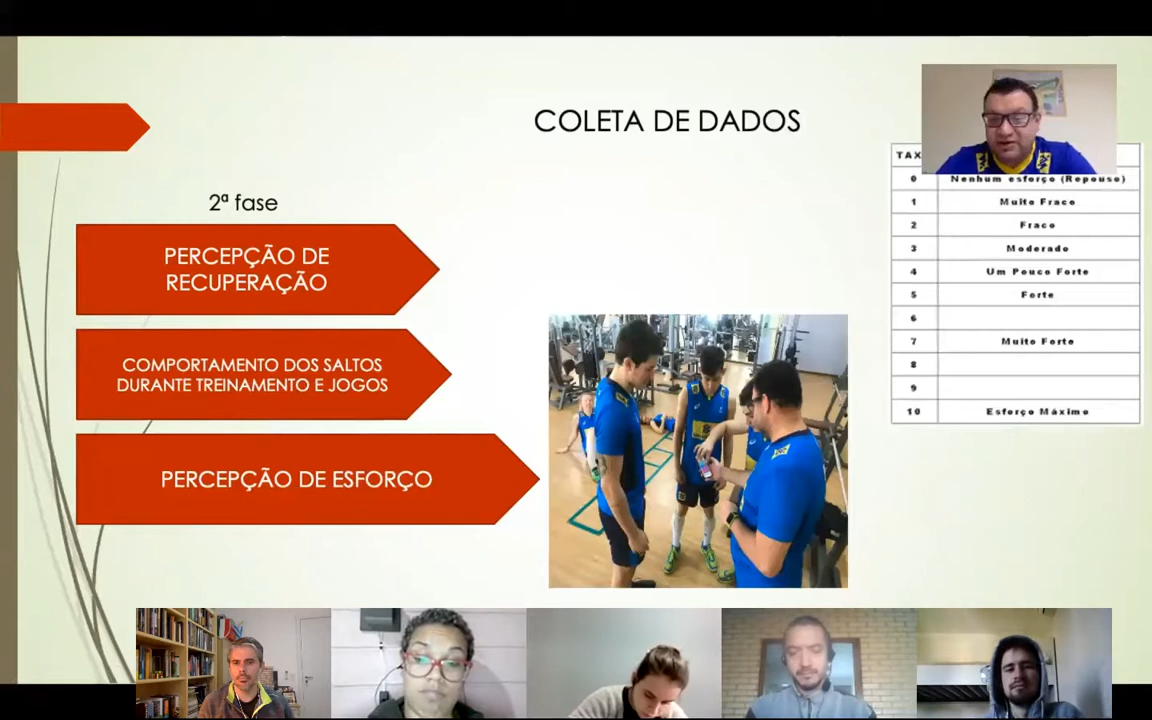 COLETA DE DADOS
2ª fase
PERCEPÇÃO DE
RECUPERAÇÃO
COMPORTAMENTO DOS SALTOS
DURANTE TREINAMENTO E JOGOS
PERCEPÇÃO DE ESFORÇO
TAX
0 Nenhum esforço (Repouso)
1 Muito Fraco
2 Fraco
3 Moderado
4 Um Pouco Forte
5 Forte
6
7 Muito Forte
8
9
10 Esforço Máximo